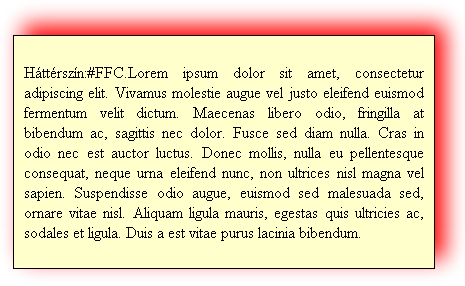 Háttérszín:#FFC.Lorem ipsum dolor sit amet, consectetur
adipiscing elit. Vivamus molestie augue vel justo eleifend euismod
fermentum velit dictum. Maecenas libero odio, fringilla at
bibendum ac, sagittis nec dolor. Fusce sed diam nulla. Cras in
odio nec est auctor luctus. Donec mollis, nulla eu pellentesque
consequat, neque urna eleifend nunc, non ultrices nisl magna vel
sapien. Suspendisse odio augue, euismod sed malesuada sed,
ornare vitae nisl. Aliquam ligula mauris, egestas quis ultricies ac,
sodales et ligula. Duis a est vitae purus lacinia bibendum.